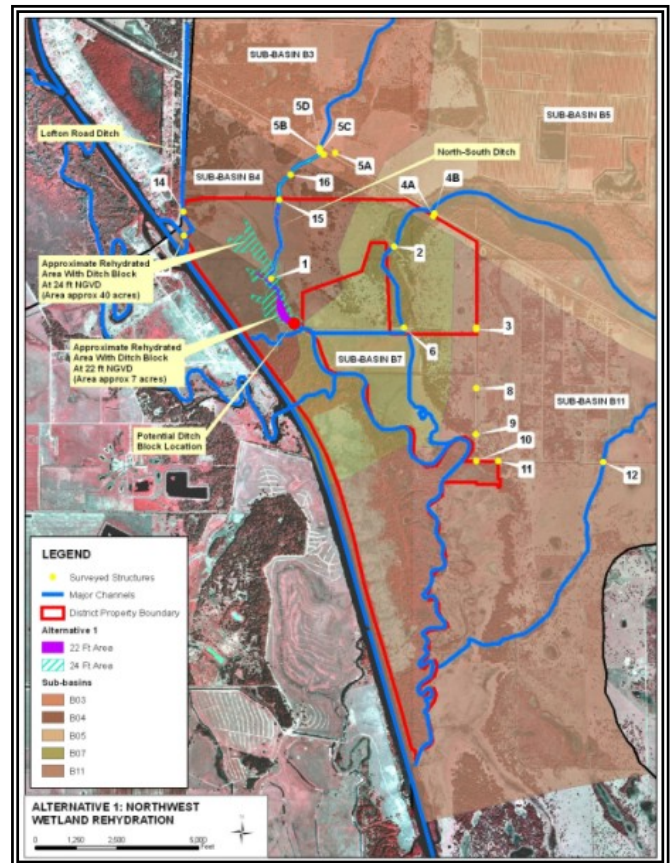 SUB-BASIN B3
5D
5B
5C
SUB-BASIN B5
Lofton Road Ditch
5A
North-South Ditch
SUB-BASIN B4
16
4A
4B
14
15
2
Approximate Rehydrated
Area With Ditch Block
At 24 ft NGVD
(Area approx 40 acres)
1
3
6
Approximate Rehydrated
Area With Ditch Block
At 22 ft NGVD
(Area approx 7 acres)
SUB-BASIN B7
8
SUB-BASIN B11
9
Potential Ditch
Block Location
10
11
12
LEGEND
Surveyed Structures
Major Channels
District Property Boundary
Alternative 1
22 Ft Area
24 Ft Area
Sub-basins
B03
B04
B05
B07
B11
ALTERNATIVE 1: NORTHWEST
WETLAND REHYDRATION
N
0 1,250 2,500 5,000
Feet